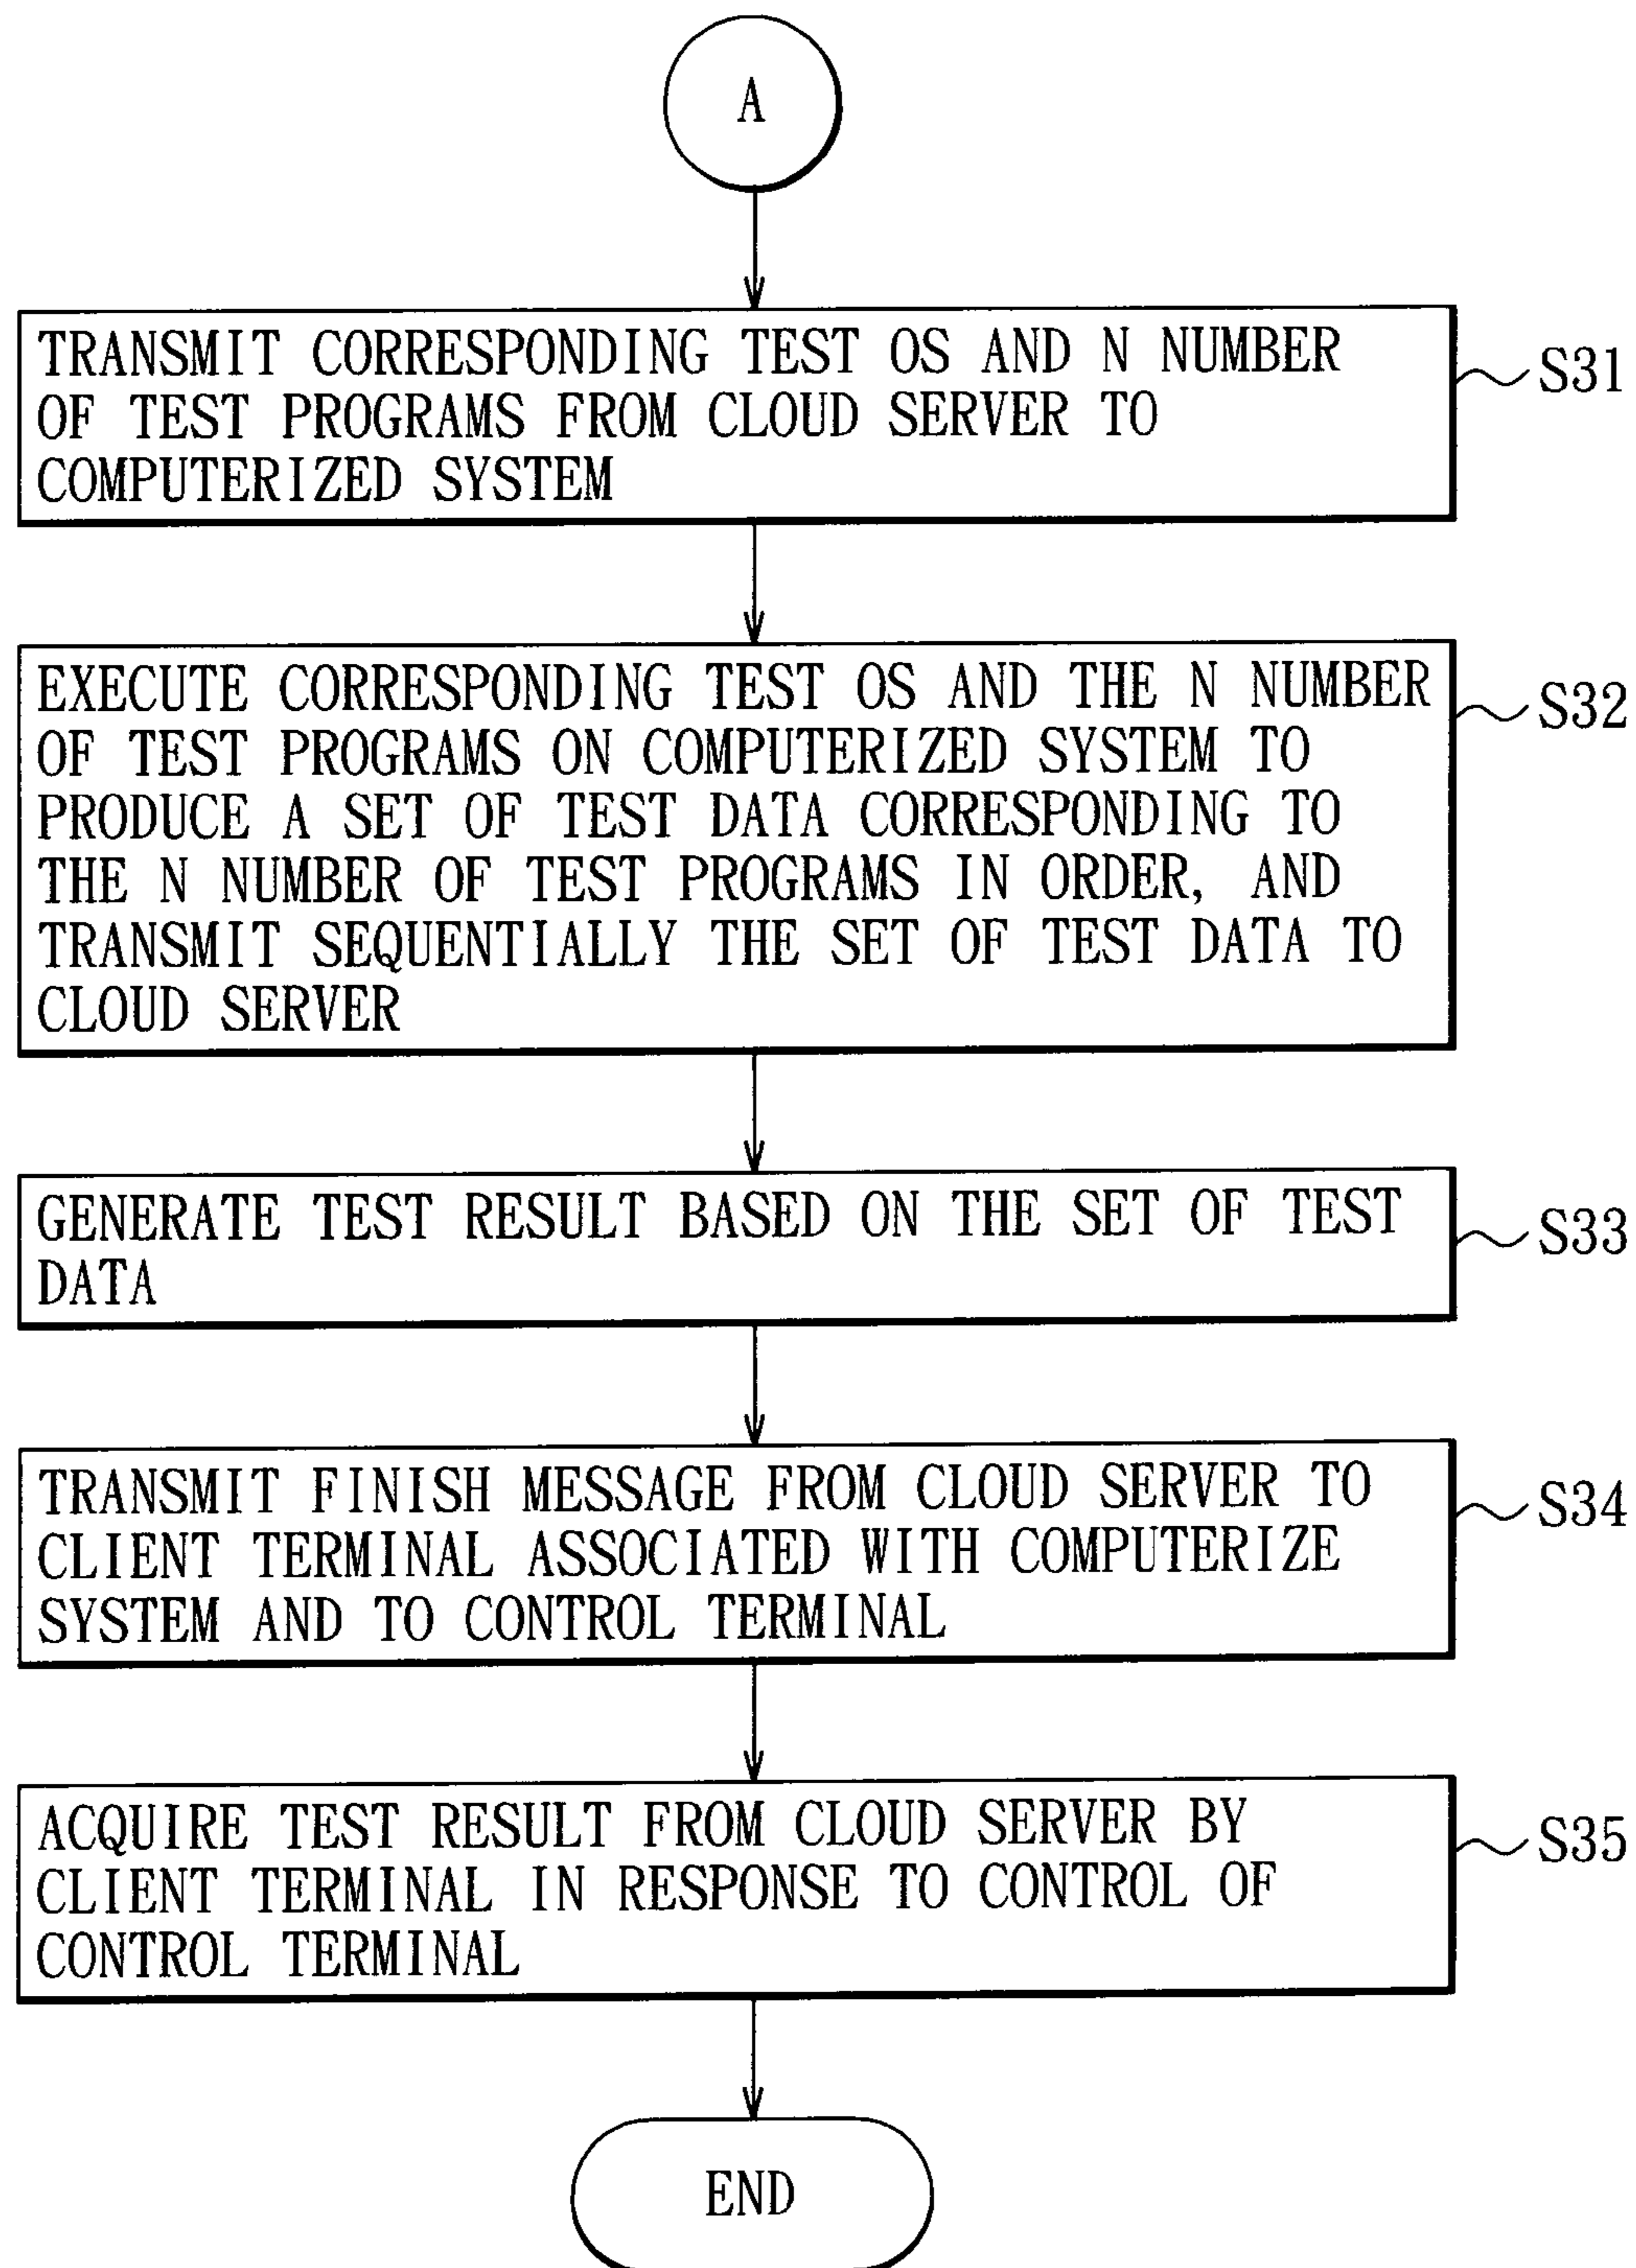 A
TRANSMIT CORRESPONDING TEST OS AND N NUMBER
OF TEST PROGRAMS FROM CLOUD SERVER TO
COMPUTERIZED SYSTEM
S31
EXECUTE CORRESPONDING TEST OS AND THE N NUMBER
OF TEST PROGRAMS ON COMPUTERIZED SYSTEM TO
PRODUCE A SET OF TEST DATA CORRESPONDING TO
THE N NUMBER OF TEST PROGRAMS IN ORDER, AND
TRANSMIT SEQUENTIALLY THE SET OF TEST DATA TO
CLOUD SERVER
S32
GENERATE TEST RESULT BASED ON THE SET OF TEST
DATA
S33
TRANSMIT FINISH MESSAGE FROM CLOUD SERVER TO
CLIENT TERMINAL ASSOCIATED WITH COMPUTERIZE
SYSTEM AND TO CONTROL TERMINAL
S34
ACQUIRE TEST RESULT FROM CLOUD SERVER BY
CLIENT TERMINAL IN RESPONSE TO CONTROL OF
CONTROL TERMINAL
S35
END